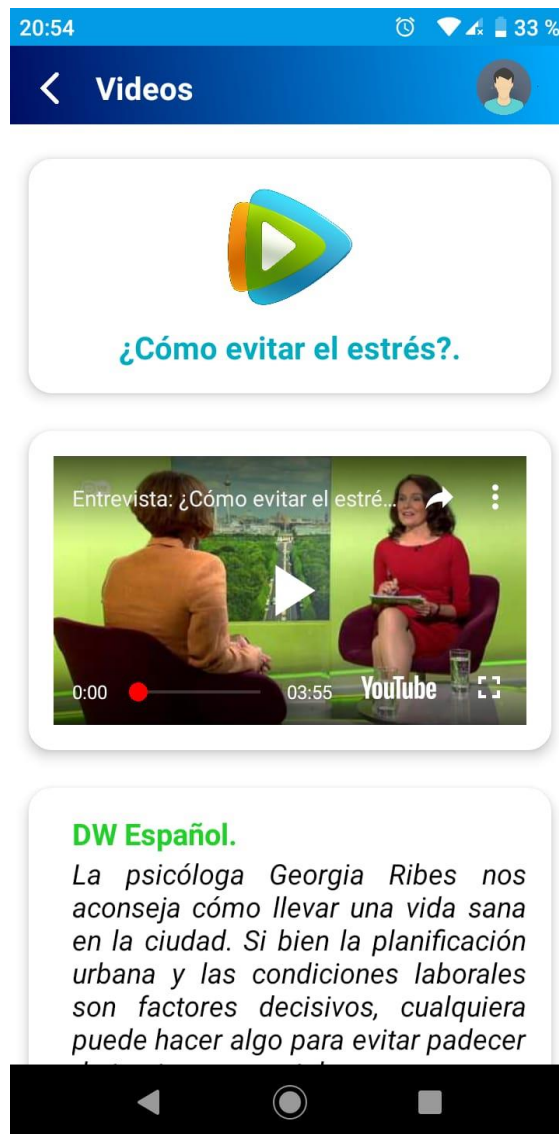 20:54
33 %
Videos
¿Cómo evitar el estrés?.
Entrevista: ¿Cómo evitar el estré...
0:00
03:55
YouTube
DW Español.
La psicóloga Georgia Ribes nos
aconseja cómo llevar una vida sana
en la ciudad. Si bien la planificación
urbana y las condiciones laborales
son factores decisivos, cualquiera
puede hacer algo para evitar padecer